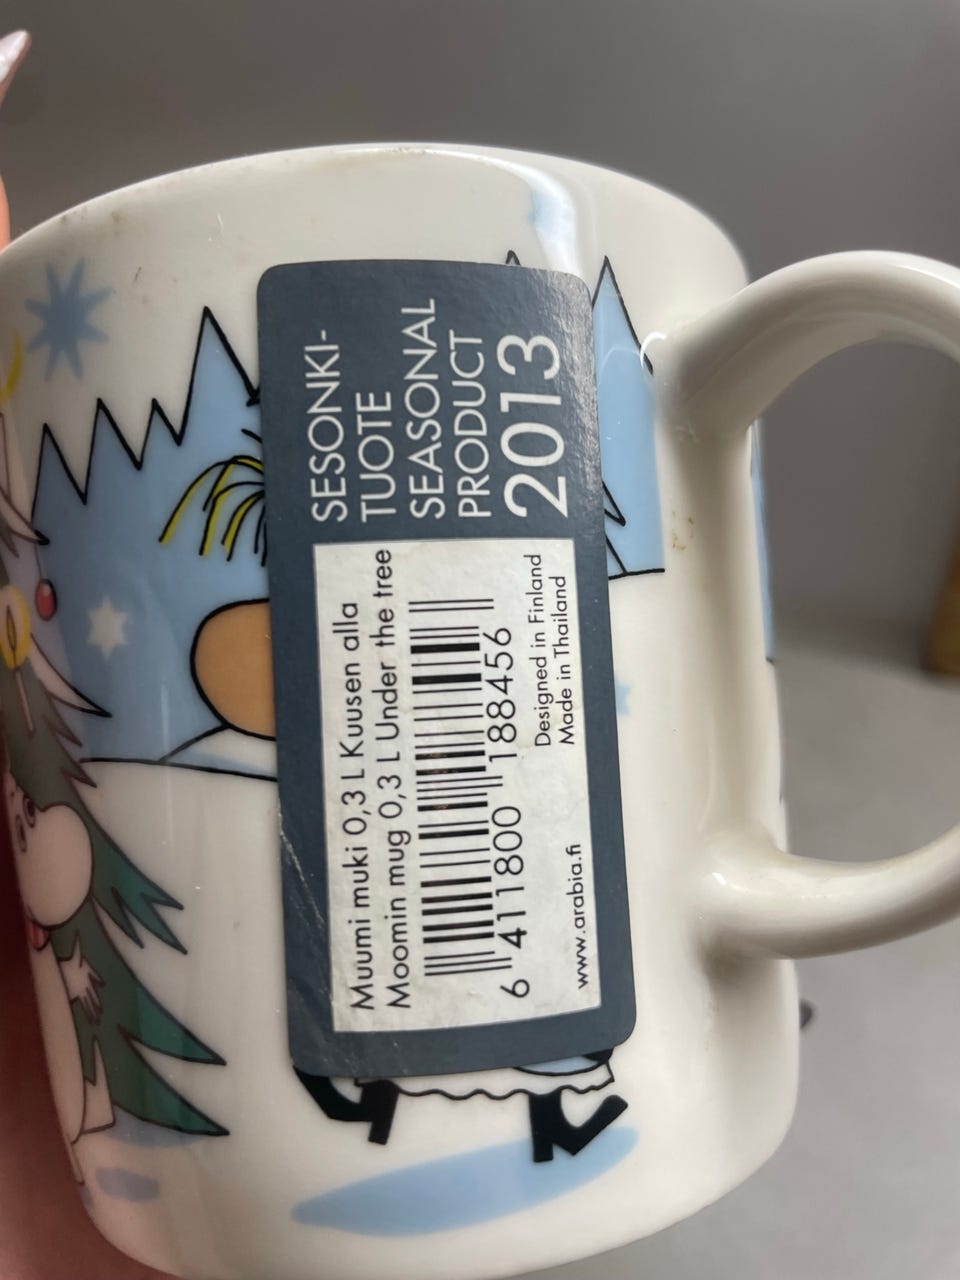 SESONKI-
TUOTE
SEASONAL
PRODUCT
2013
Muumi muki 0,3 L Kuusen alla
Moomin mug 0,3 L Under the tree
6 411800 188456
Designed in Finland
Made in Thailand
www.arabia.fi